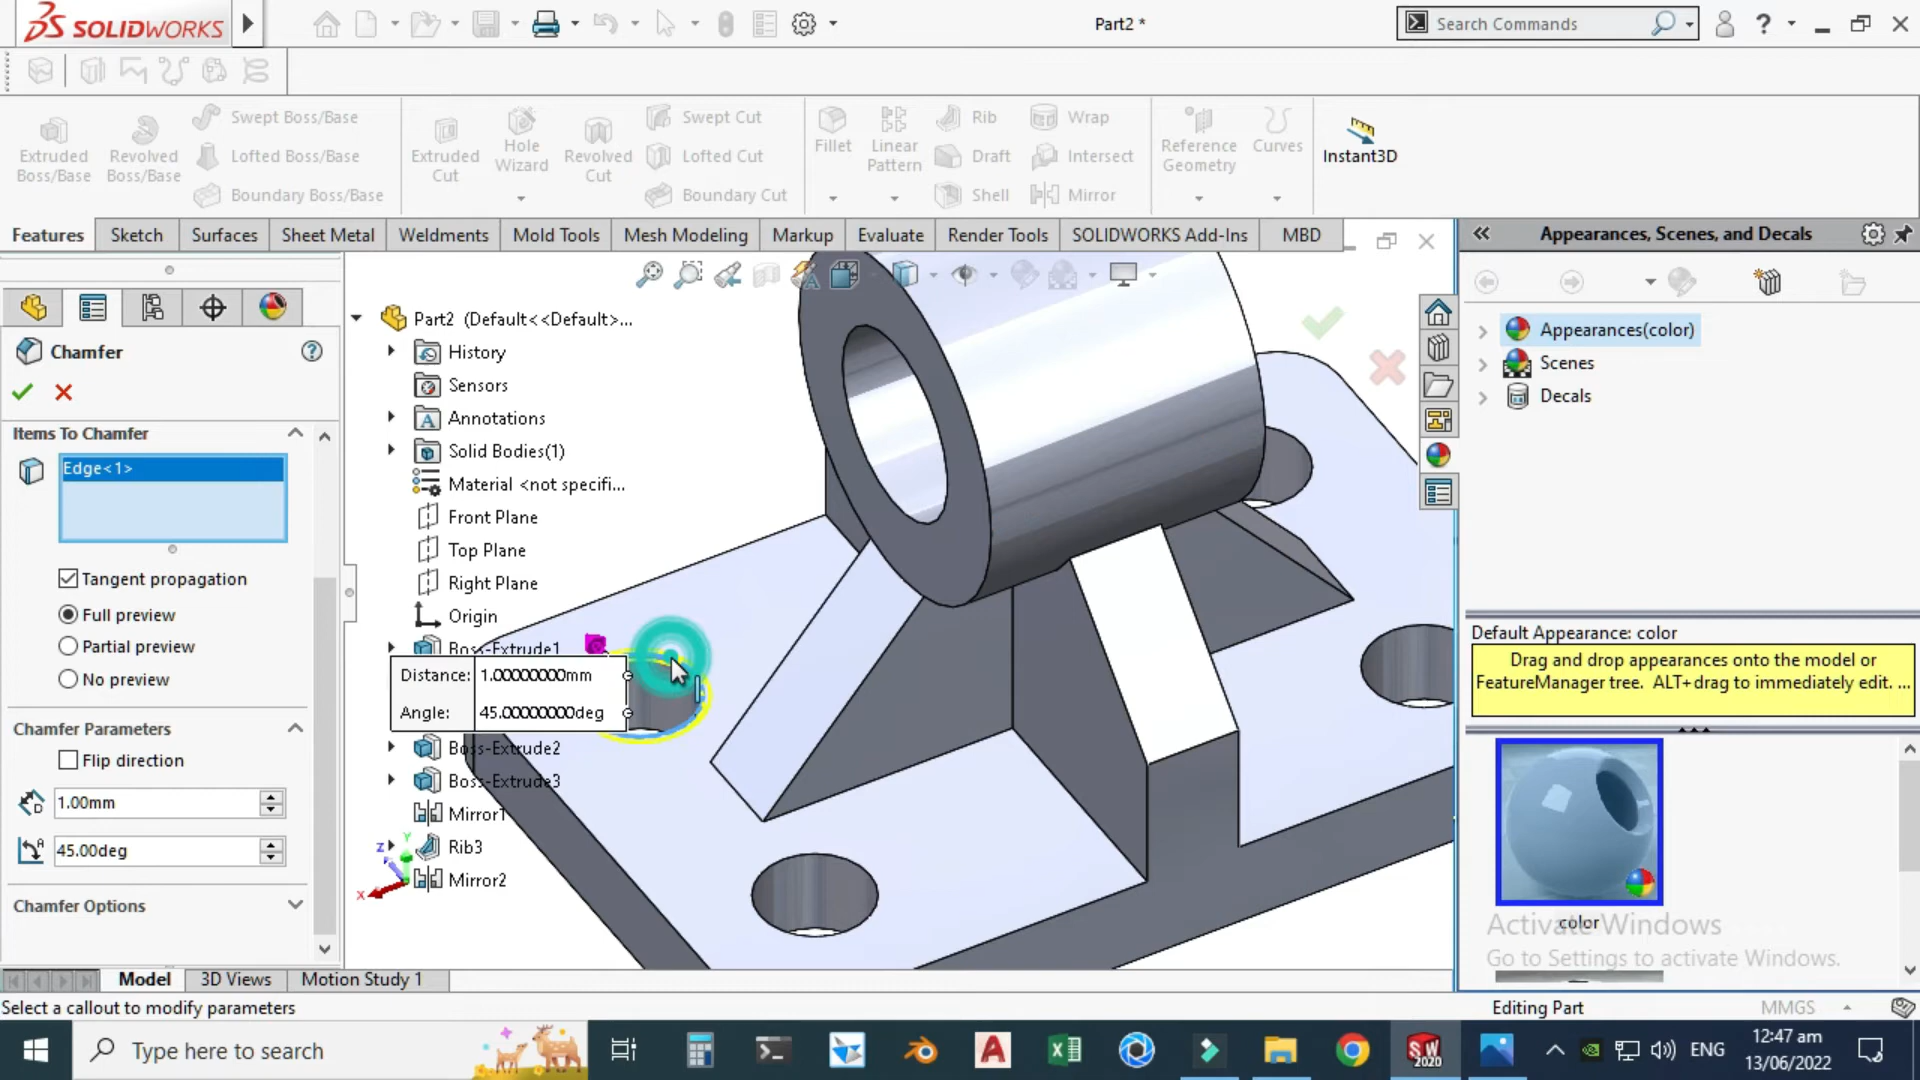 SOLIDWORKS
Part2 *
Search Commands
Extruded Boss/Base
Revolved Boss/Base
Swept Boss/Base
Lofted Boss/Base
Boundary Boss/Base
Extruded Cut
Hole Wizard
Revolved Cut
Swept Cut
Lofted Cut
Boundary Cut
Fillet
Linear Pattern
Rib
Draft
Shell
Wrap
Intersect
Mirror
Reference Geometry
Curves
Instant3D
Features
Sketch
Surfaces
Sheet Metal
Weldments
Mold Tools
Mesh Modeling
Markup
Evaluate
Render Tools
SOLIDWORKS Add-Ins
MBD
Appearances, Scenes, and Decals
Chamfer
Items To Chamfer
Edge<1>
Tangent propagation
Full preview
Partial preview
No preview
Chamfer Parameters
Flip direction
1.00mm
45.00deg
Chamfer Options
Part2 (Default<<Default>...
History
Sensors
Annotations
Solid Bodies(1)
Material <not specifi...
Front Plane
Top Plane
Right Plane
Origin
Boss-Extrude1
Distance: 1.00000000mm
Angle: 45.00000000deg
Boss-Extrude2
Boss-Extrude3
Mirror1
Rib3
Mirror2
Y
Z
X
Appearances(color)
Scenes
Decals
Default Appearance: color
Drag and drop appearances onto the model or
FeatureManager tree. ALT+drag to immediately edit. ...
color
Activate Windows
Go to Settings to activate Windows.
Model
3D Views
Motion Study 1
Select a callout to modify parameters
Editing Part
MMGS
Type here to search
SW
2020
ENG
12:47 am
13/06/2022